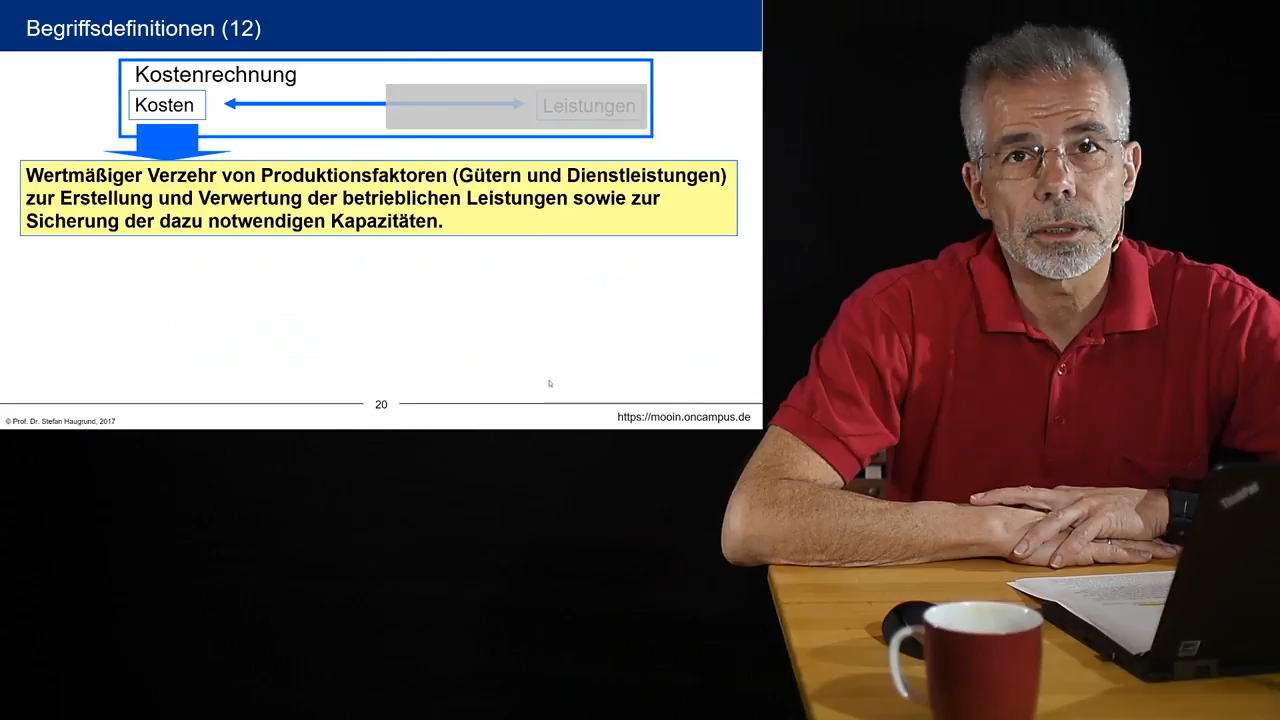 Begriffsdefinitionen (12)
Kostenrechnung
Kosten
Leistungen
Wertmäßiger Verzehr von Produktionsfaktoren (Gütern und Dienstleistungen)
zur Erstellung und Verwertung der betrieblichen Leistungen sowie zur
Sicherung der dazu notwendigen Kapazitäten.
20
© Prof. Dr. Stefan Haugrund, 2017
https://mooin.oncampus.de
ThinkPad